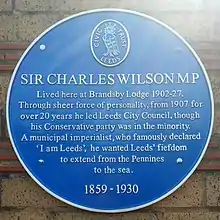 CIVIC TRUST
LEEDS
SIR CHARLES WILSON MP
Lived here at Brandsby Lodge 1902-27.
Through sheer force of personality, from 1907 for
over 20 years he led Leeds City Council, though
his Conservative party was in the minority.
A municipal imperialist, who famously declared
'I am Leeds', he wanted Leeds' fiefdom
to extend from the Pennines
to the sea.
1859 - 1930